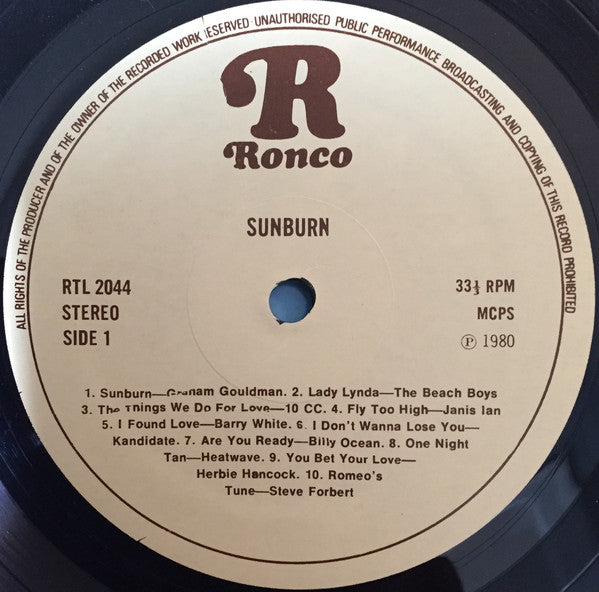 ALL RIGHTS OF THE PRODUCER AND OF THE OWNER OF THE RECORDED WORK RESERVED · UNAUTHORISED PUBLIC PERFORMANCE BROADCASTING AND COPYING OF THIS RECORD PROHIBITED
R
Ronco
SUNBURN
RTL 2044
STEREO
SIDE 1
33⅓ RPM
MCPS
℗ 1980
1. Sunburn—Graham Gouldman. 2. Lady Lynda—The Beach Boys
3. The Things We Do For Love—10 CC. 4. Fly Too High—Janis Ian
5. I Found Love—Barry White. 6. I Don't Wanna Lose You—
Kandidate. 7. Are You Ready—Billy Ocean. 8. One Night
Tan—Heatwave. 9. You Bet Your Love—
Herbie Hancock. 10. Romeo's
Tune—Steve Forbert